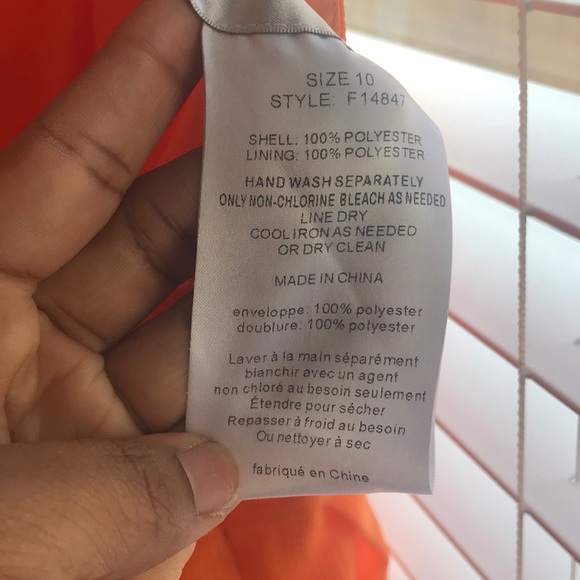 SIZE 10
STYLE: F14847
SHELL: 100% POLYESTER
LINING: 100% POLYESTER
HAND WASH SEPARATELY
ONLY NON-CHLORINE BLEACH AS NEEDED
LINE DRY
COOL IRON AS NEEDED
OR DRY CLEAN
MADE IN CHINA
enveloppe: 100% polyester
doublure: 100% polyester
Laver à la main séparément
blanchir avec un agent
non chloré au besoin seulement
Étendre pour sécher
Repasser à froid au besoin
Ou nettoyer à sec
fabriqué en Chine